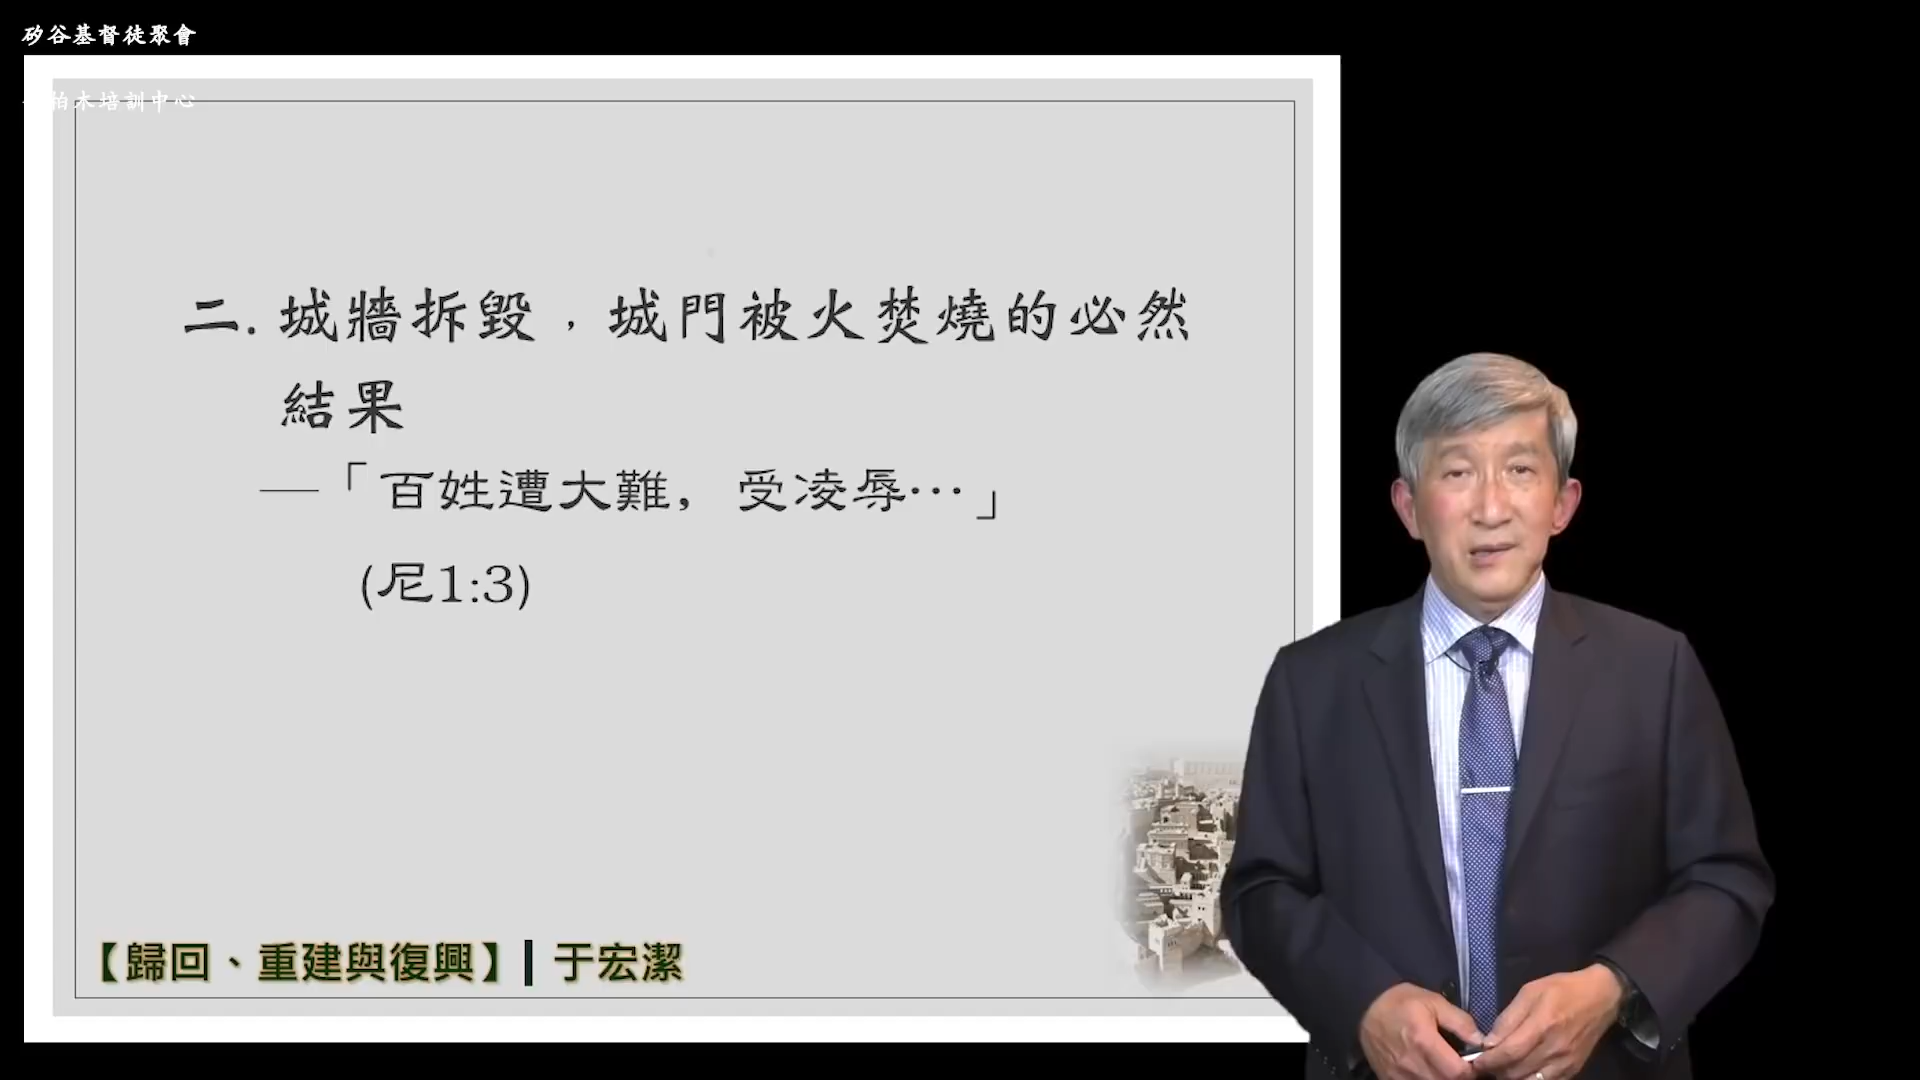 矽谷基督徒聚會
柏木培訓中心
二. 城牆拆毀，城門被火焚燒的必然
結果
—「百姓遭大難，受凌辱…」
(尼1:3)
【歸回、重建與復興】┃于宏潔